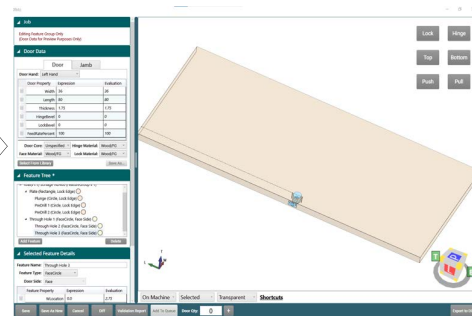 Job
Editing Feature Group Only
(Door Data for Preview Purposes Only)
Door Data
Door Jamb
Door Hand: Left Hand
Door Property Expression Evaluation
Width 36 36
Length 80 80
Thickness 1.75 1.75
HingeBevel 0 0
LockBevel 0 0
FeedRatePercent 100 100
Door Core: Unspecified Hinge Material: Wood/FG
Face Material: Wood/FG Lock Material: Wood/FG
Select From Library Save As...
Feature Tree *
Plate (Rectangle, Lock Edge)
Plunge (Circle, Lock Edge)
PreDrill 1 (Circle, Lock Edge)
PreDrill 2 (Circle, Lock Edge)
Through Hole 1 (FaceCircle, Face Side)
Through Hole 2 (FaceCircle, Face Side)
Through Hole 3 (FaceCircle, Face Side)
Add Feature Delete
Selected Feature Details
Feature Name: Through Hole 2
Feature Type: FaceCircle
Door Side: Face
Feature Property Expression Evaluation
Save Save As New Cancel Diff Validation Report Add To Queue Door Qty: 0 +
On Machine Selected Transparent Shortcuts
Lock Hinge
Top Bottom
Push Pull